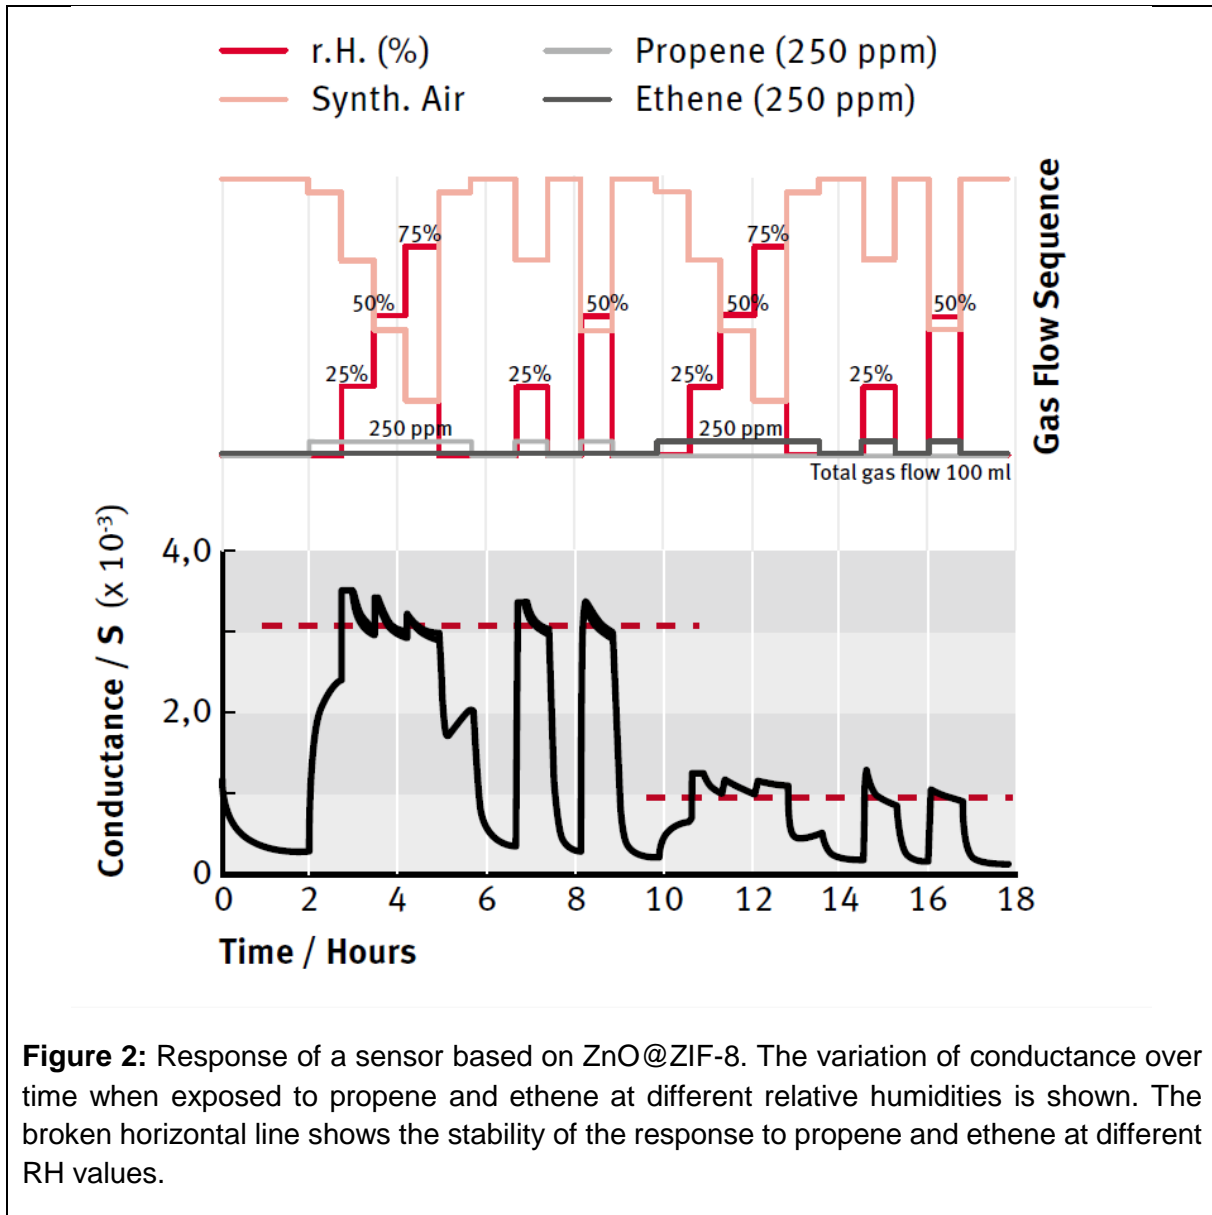 r.H. (%)
Propene (250 ppm)
Synth. Air
Ethene (250 ppm)
Gas Flow Sequence
75%
50%
25%
25%
50%
75%
50%
25%
25%
50%
250 ppm
250 ppm
Total gas flow 100 ml
Conductance / S (x 10⁻³)
4,0
2,0
0
0 2 4 6 8 10 12 14 16 18
Time / Hours
Figure 2: Response of a sensor based on ZnO@ZIF-8. The variation of conductance over
time when exposed to propene and ethene at different relative humidities is shown. The
broken horizontal line shows the stability of the response to propene and ethene at different
RH values.